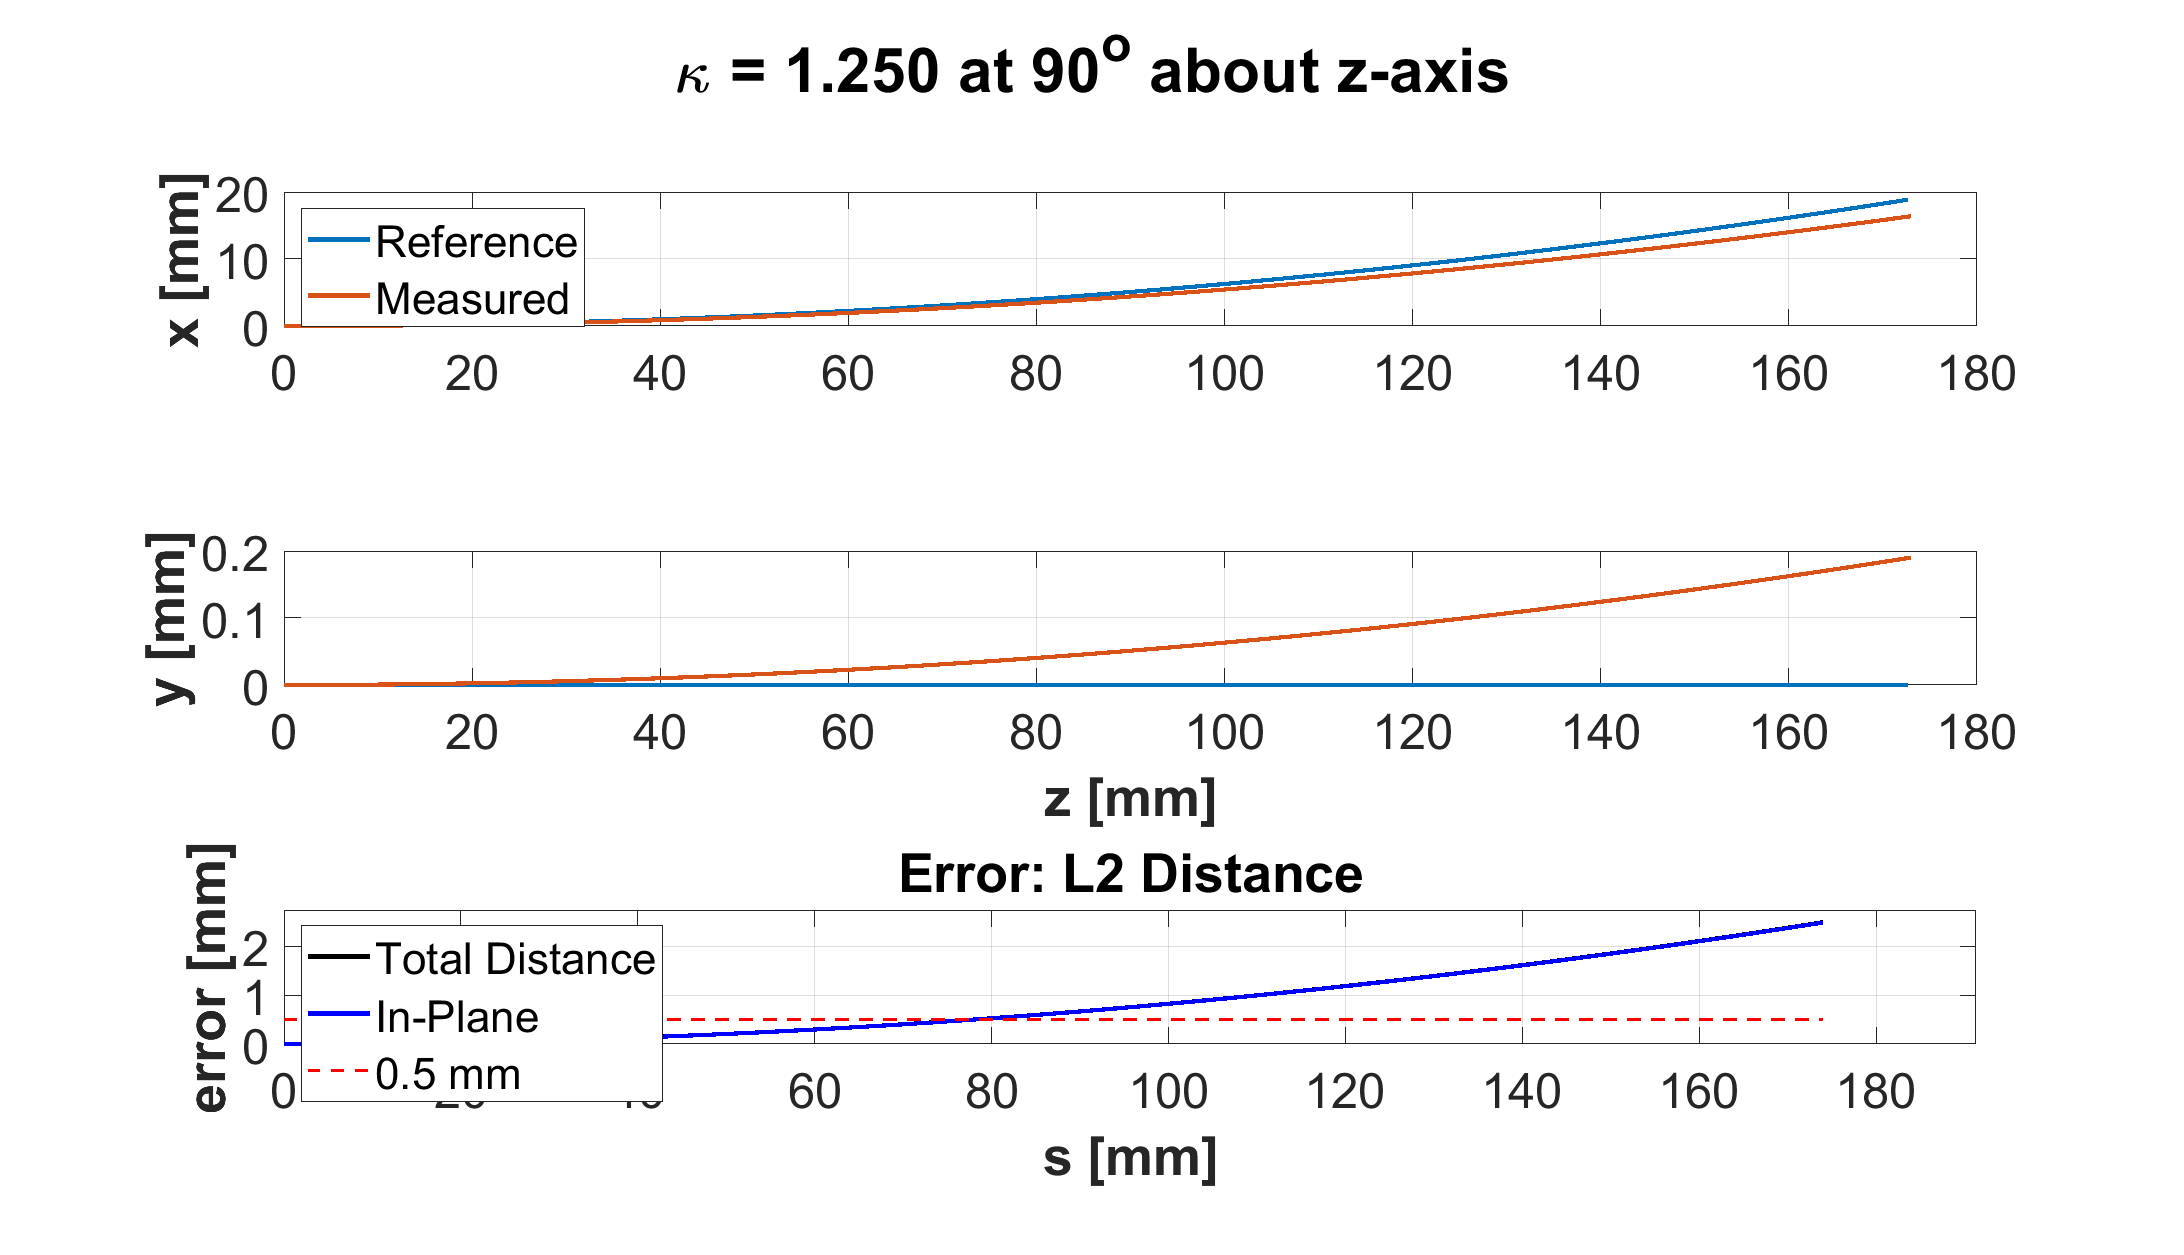 κ = 1.250 at 90° about z-axis
x [mm]
20
10
0
Reference
Measured
0 20 40 60 80 100 120 140 160 180
y [mm]
0.2
0.1
0
0 20 40 60 80 100 120 140 160 180
z [mm]
Error: L2 Distance
error [mm]
2
1
0
Total Distance
In-Plane
0.5 mm
0 20 40 60 80 100 120 140 160 180
s [mm]